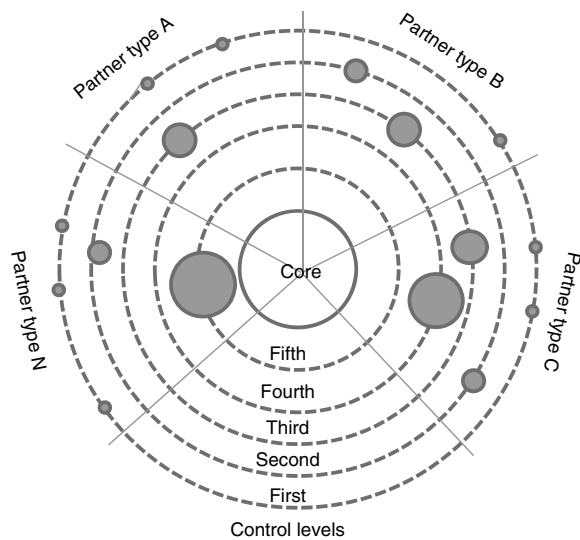 Partner type A
Partner type B
Partner type N
Core
Partner type C
Fifth
Fourth
Third
Second
First
Control levels